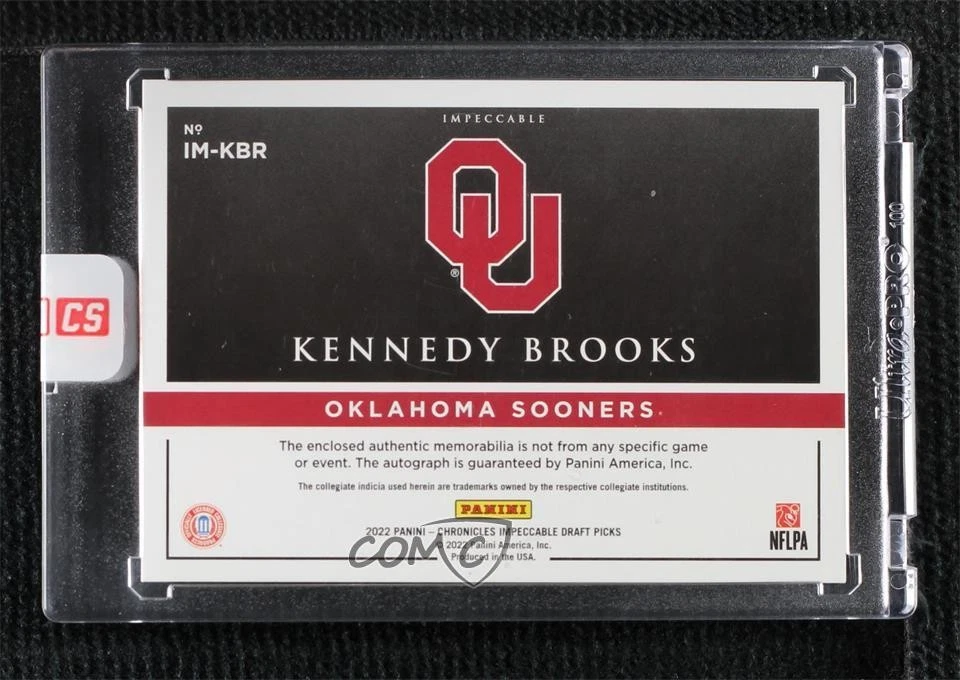 IMPECCABLE
Nº
IM-KBR
OU
®
KENNEDY BROOKS
OKLAHOMA SOONERS
The enclosed authentic memorabilia is not from any specific game
or event. The autograph is guaranteed by Panini America, Inc.
The collegiate indicia used herein are trademarks owned by the respective collegiate institutions.
PANINI
2022 PANINI – CHRONICLES IMPECCABLE DRAFT PICKS
© 2022 Panini America, Inc.
Produced in the USA.
NFLPA
COMC
CS
UltraPRO®
100